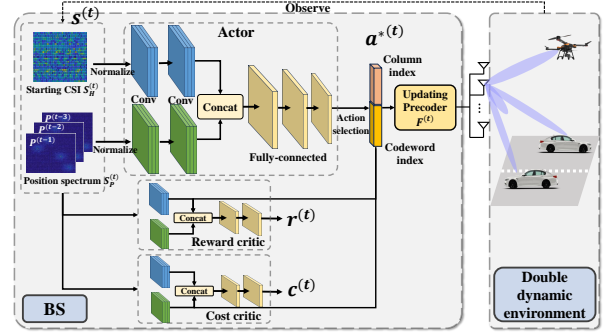 Observe
s^(t)
Actor
a*^(t)
Column
index
Normalize
Conv
Conv
Starting CSI S_H^(t)
Concat
Updating
Precoder
F^(t)
Action
selection
P^(t−3)
P^(t−2)
P^(t−1)
Normalize
Fully-connected
Codeword
index
Position spectrum S_P^(t)
Concat
r^(t)
Reward critic
Concat
c^(t)
Cost critic
BS
Double
dynamic
environment